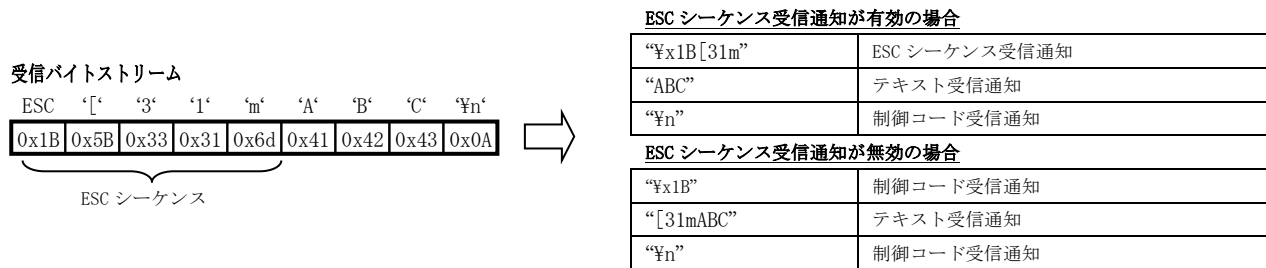 受信バイトストリーム
ESC ‘[‘ ‘3‘ ‘1‘ ‘m‘ ‘A‘ ‘B‘ ‘C‘ ‘¥n‘
0x1B 0x5B 0x33 0x31 0x6d 0x41 0x42 0x43 0x0A
ESC シーケンス
ESC シーケンス受信通知が有効の場合
“¥x1B[31m” ESC シーケンス受信通知
“ABC” テキスト受信通知
“¥n” 制御コード受信通知
ESC シーケンス受信通知が無効の場合
“¥x1B” 制御コード受信通知
“[31mABC” テキスト受信通知
“¥n” 制御コード受信通知